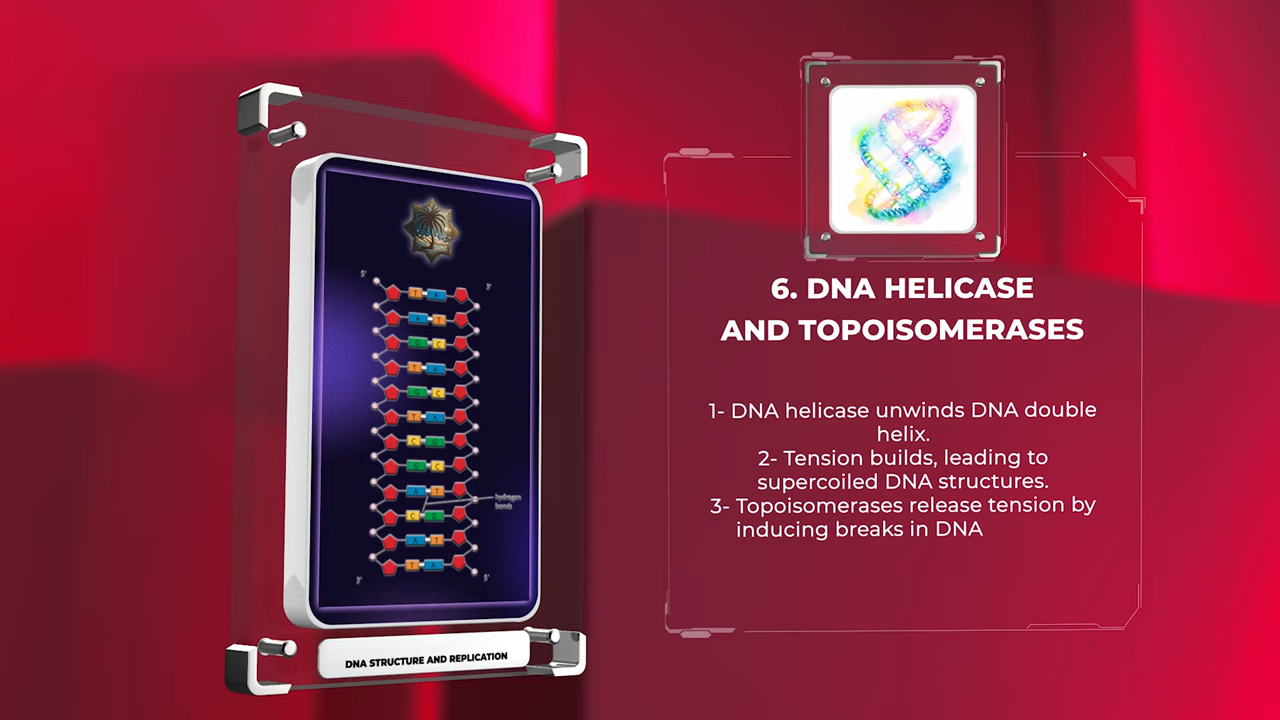 5'
3'
T A
A T
G C
T A
G C
T A
C G
G C
A T
hydrogen
bonds
C G
A T
T A
3'
5'
DNA STRUCTURE AND REPLICATION
6. DNA HELICASE
AND TOPOISOMERASES
1- DNA helicase unwinds DNA double
helix.
2- Tension builds, leading to
supercoiled DNA structures.
3- Topoisomerases release tension by
inducing breaks in DNA